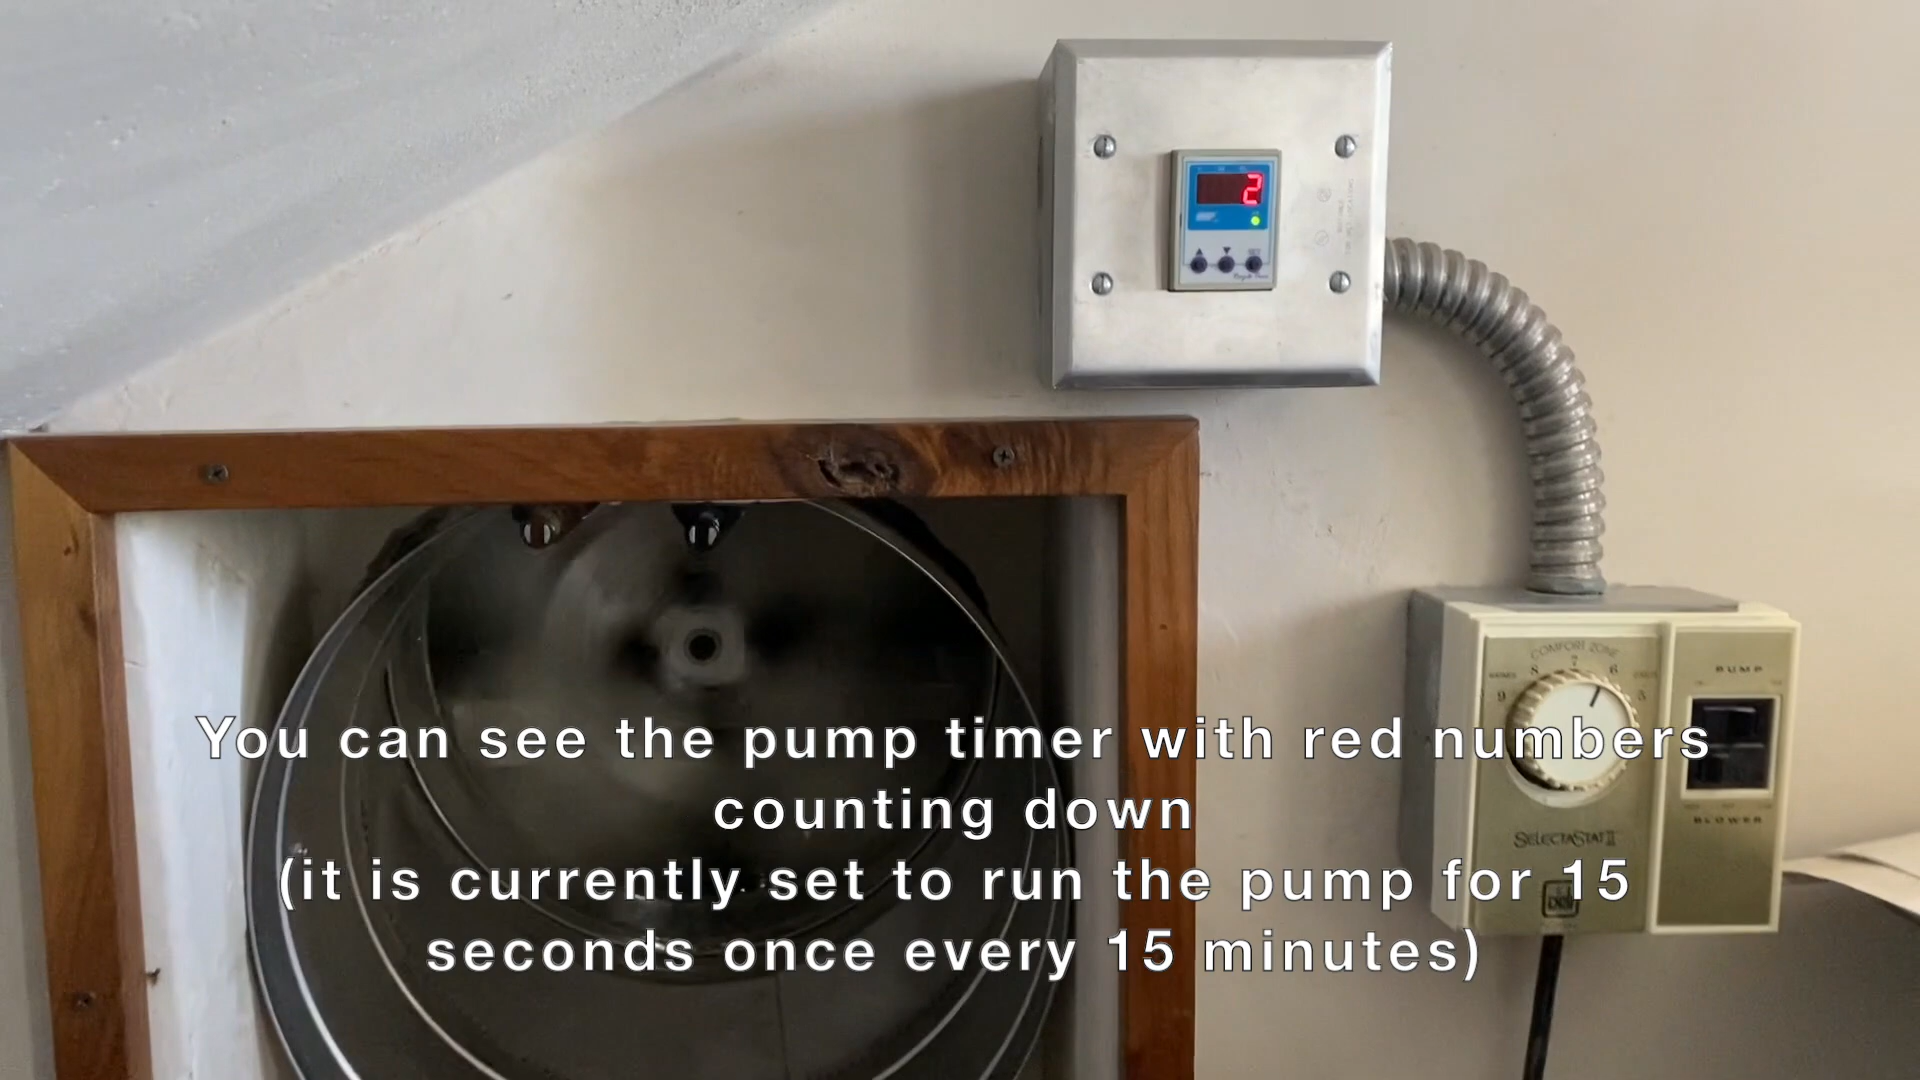 2
COMFORT ZONE
9 8 7 6 5
PUMP
BLOWER
SELECTASTAT II
You can see the pump timer with red numbers
counting down
(it is currently set to run the pump for 15
seconds once every 15 minutes)